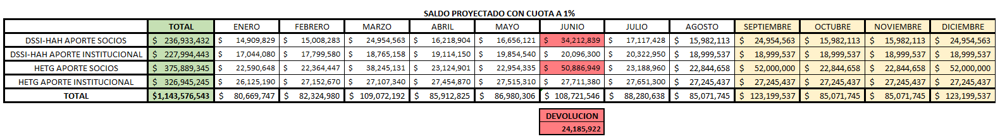 SALDO PROYECTADO CON CUOTA A 1%
TOTAL ENERO FEBRERO MARZO ABRIL MAYO JUNIO JULIO AGOSTO SEPTIEMBRE OCTUBRE NOVIEMBRE DICIEMBRE
DSSI-HAH APORTE SOCIOS $ 236,933,432 $ 14,909,829 $ 15,008,283 $ 24,954,563 $ 16,218,904 $ 16,656,121 $ 34,212,839 $ 17,117,428 $ 15,982,113 $ 24,954,563 $ 15,982,113 $ 15,982,113 $ 24,954,563
DSSI-HAH APORTE INSTITUCIONAL $ 227,994,443 $ 17,044,080 $ 17,799,580 $ 18,765,158 $ 19,114,150 $ 19,854,540 $ 20,096,300 $ 20,322,950 $ 18,999,537 $ 18,999,537 $ 18,999,537 $ 18,999,537 $ 18,999,537
HETG APORTE SOCIOS $ 375,889,345 $ 22,590,648 $ 22,364,447 $ 38,245,131 $ 23,124,901 $ 22,954,335 $ 50,886,949 $ 23,188,960 $ 22,844,658 $ 52,000,000 $ 22,844,658 $ 22,844,658 $ 52,000,000
HETG APORTE INSTITUCIONAL $ 326,945,245 $ 26,125,190 $ 27,152,670 $ 27,107,340 $ 27,454,870 $ 27,515,310 $ 27,711,380 $ 27,651,300 $ 27,245,437 $ 27,245,437 $ 27,245,437 $ 27,245,437 $ 27,245,437
TOTAL $1,143,576,543 $ 80,669,747 $ 82,324,980 $ 109,072,192 $ 85,912,825 $ 86,980,306 $ 108,721,546 $ 88,280,638 $ 85,071,745 $ 123,199,537 $ 85,071,745 $ 85,071,745 $ 123,199,537
DEVOLUCION
24,185,922